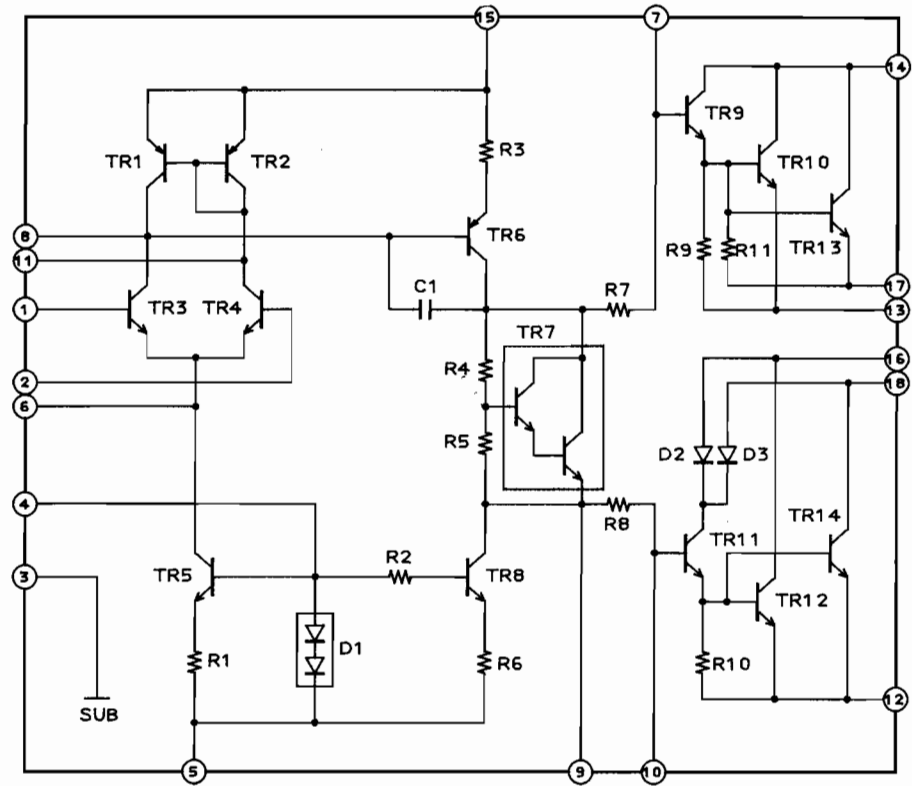 15 7
14
TR9
R3
TR1 TR2 TR10
8 TR6
R9 R11 TR13
11
C1 17
1 TR3 TR4 R7 13
TR7
16
R4
2 18
6
R5 D2 D3
4
R8 TR14
TR11
R2
3 TR5 TR8
TR12
D1
R1 R6 R10
12
SUB
5 9 10